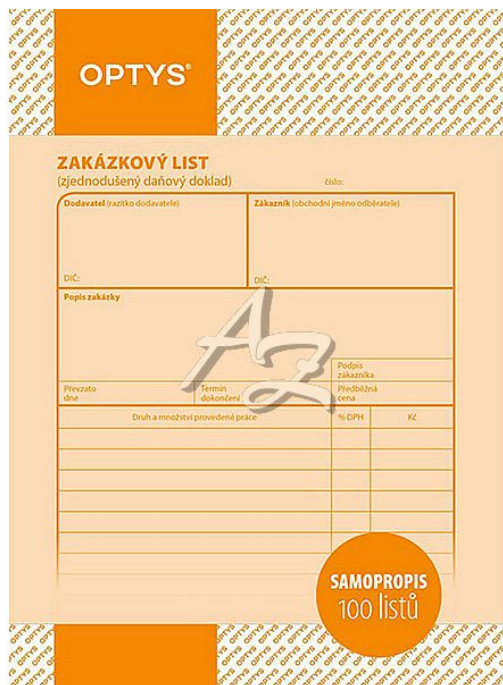 OPTYS®
ZAKÁZKOVÝ LIST
(zjednodušený daňový doklad)
číslo:
Dodavatel (razítko dodavatele)
Zákazník (obchodní jméno odběratele)
DIČ:
DIČ:
Popis zakázky
AZ
Podpis
zákazníka
Převzato
dne
Termín
dokončení
Předběžná
cena
Druh a množství provedené práce
% DPH
Kč
SAMOPROPIS
100 listů